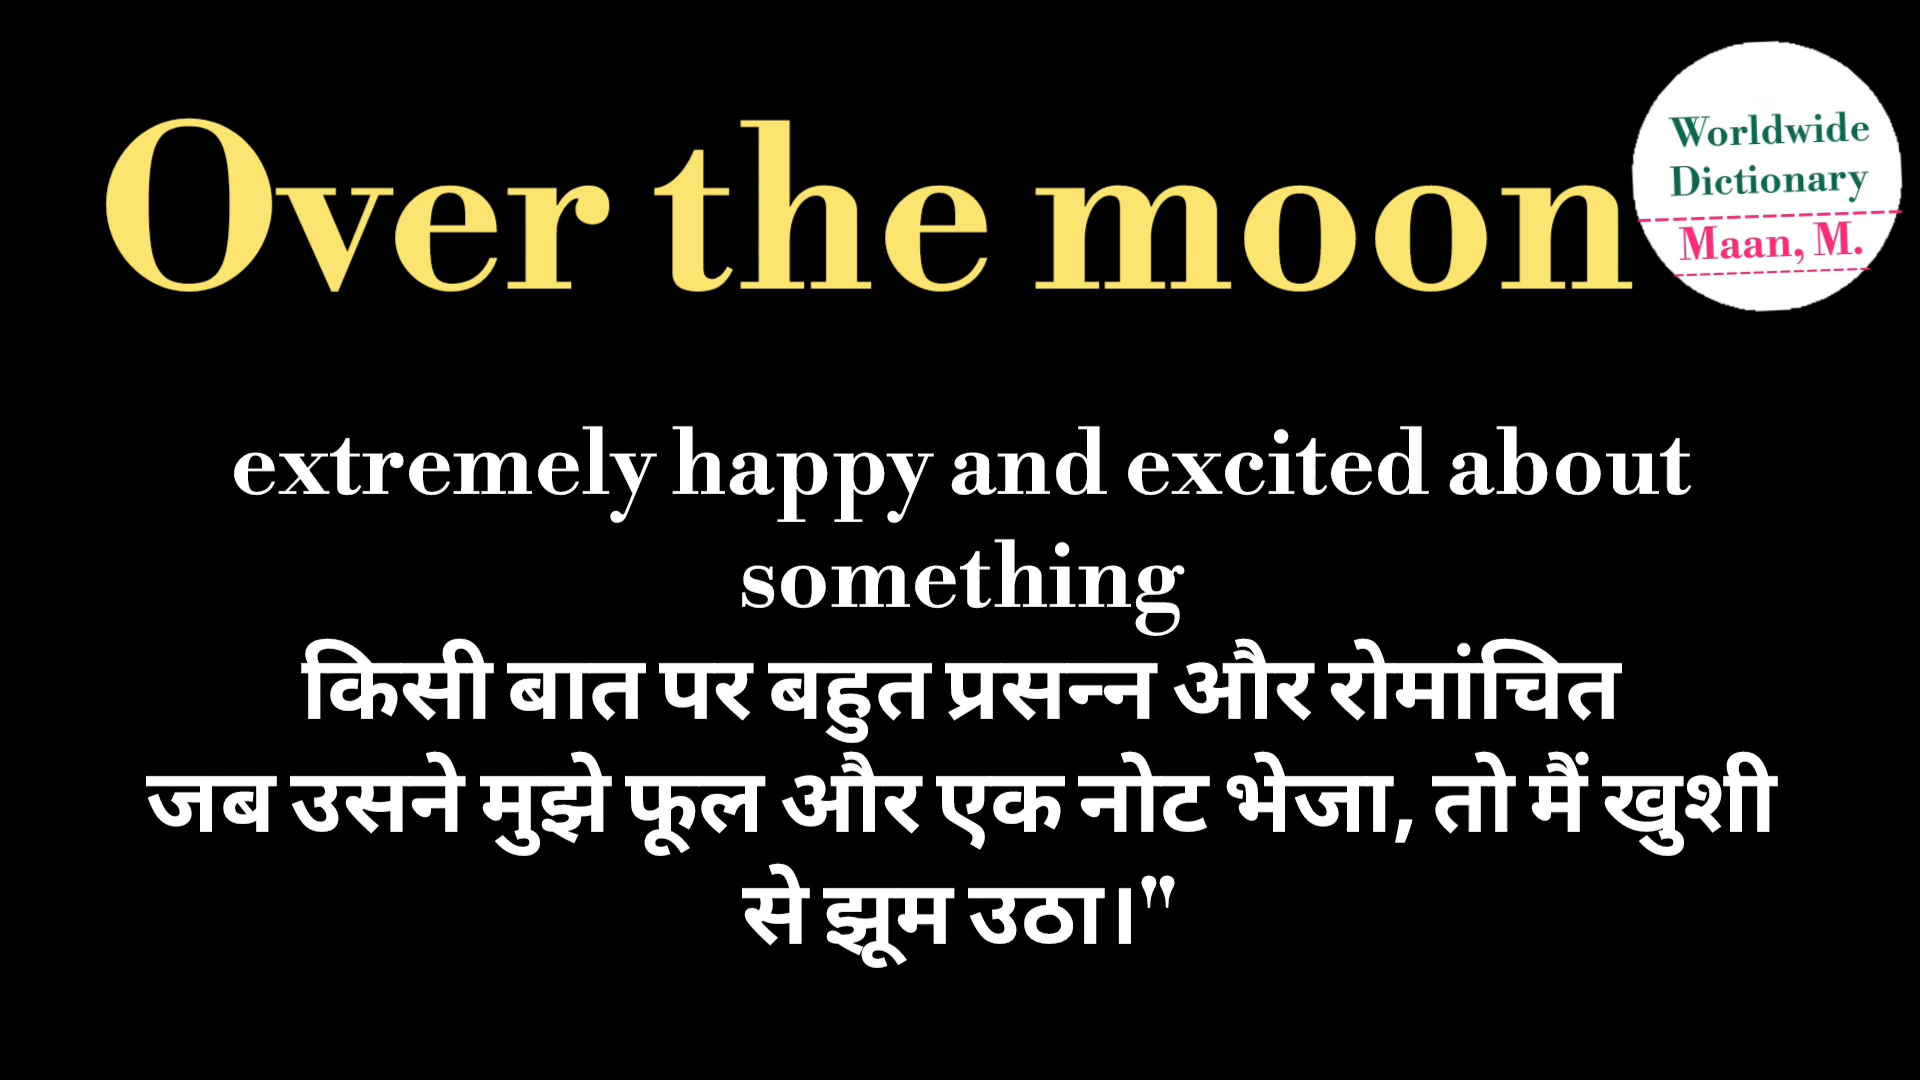 Over the moon
Worldwide
Dictionary
Maan, M.
extremely happy and excited about
something
किसी बात पर बहुत प्रसन्न और रोमांचित
जब उसने मुझे फूल और एक नोट भेजा, तो मैं खुशी
से झूम उठा।"